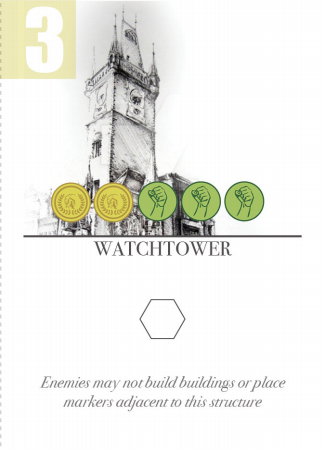 3
WATCHTOWER
Enemies may not build buildings or place
markers adjacent to this structure